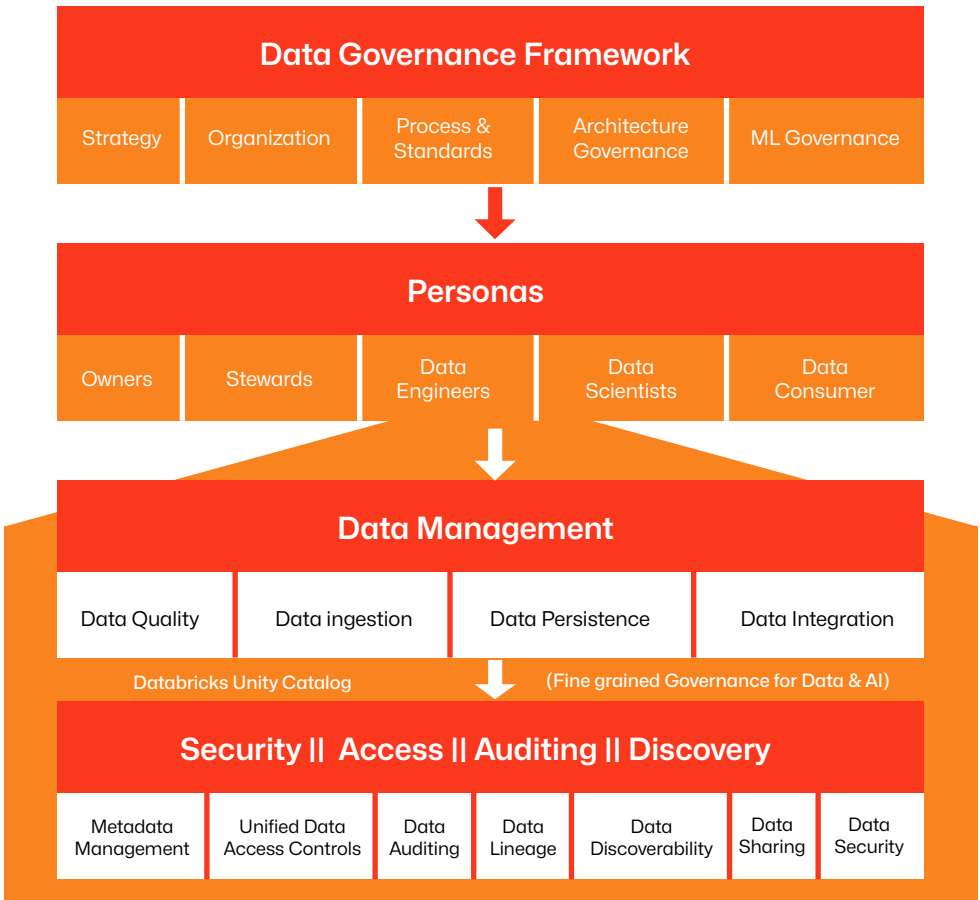 Data Governance Framework
Strategy
Organization
Process &
Standards
Architecture
Governance
ML Governance
Personas
Owners
Stewards
Data
Engineers
Data
Scientists
Data
Consumer
Data Management
Data Quality
Data ingestion
Data Persistence
Data Integration
Databricks Unity Catalog
(Fine grained Governance for Data & AI)
Security || Access || Auditing || Discovery
Metadata
Management
Unified Data
Access Controls
Data
Auditing
Data
Lineage
Data
Discoverability
Data
Sharing
Data
Security